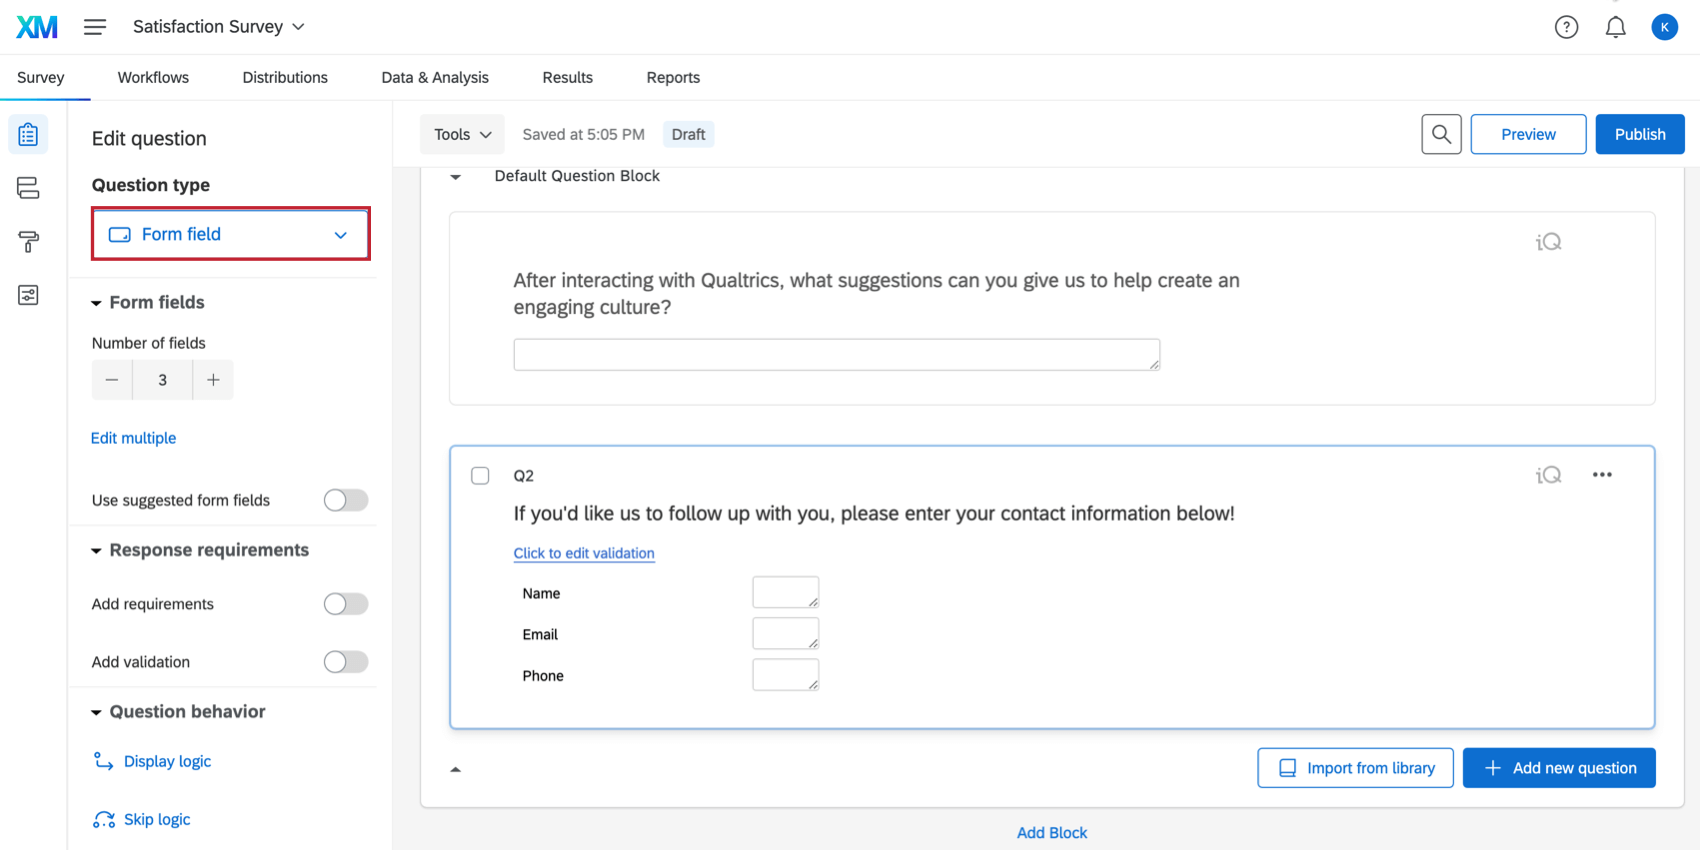 XM Satisfaction Survey ? K
Survey Workflows Distributions Data & Analysis Results Reports
Edit question
Question type
Form field
Form fields
Number of fields
3
Edit multiple
Use suggested form fields
Response requirements
Add requirements
Add validation
Question behavior
Display logic
Skip logic
Tools Saved at 5:05 PM Draft Preview Publish
Default Question Block
iQ
After interacting with Qualtrics, what suggestions can you give us to help create an
engaging culture?
Q2 iQ
If you'd like us to follow up with you, please enter your contact information below!
Click to edit validation
Name
Email
Phone
Import from library + Add new question
Add Block